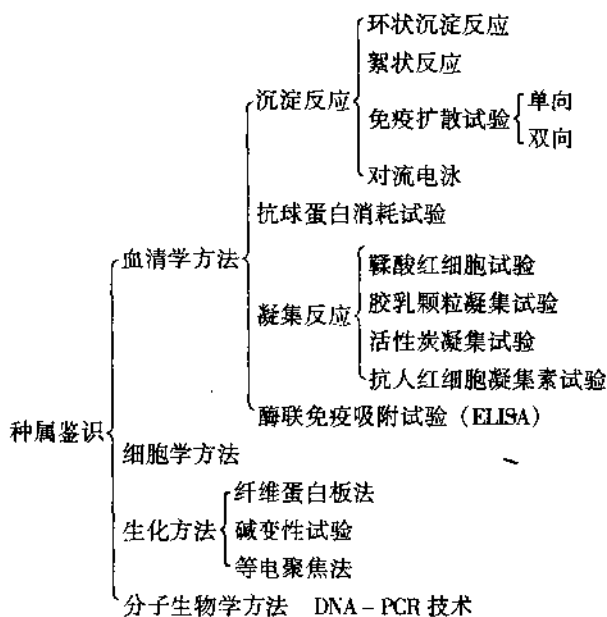 环状沉淀反应
絮状反应
沉淀反应
免疫扩散试验
单向
双向
对流电泳
抗球蛋白消耗试验
血清学方法
鞣酸红细胞试验
胶乳颗粒凝集试验
凝集反应
活性炭凝集试验
抗人红细胞凝集素试验
酶联免疫吸附试验（ELISA）
种属鉴识
细胞学方法
纤维蛋白板法
生化方法
碱变性试验
等电聚焦法
分子生物学方法 DNA－PCR 技术